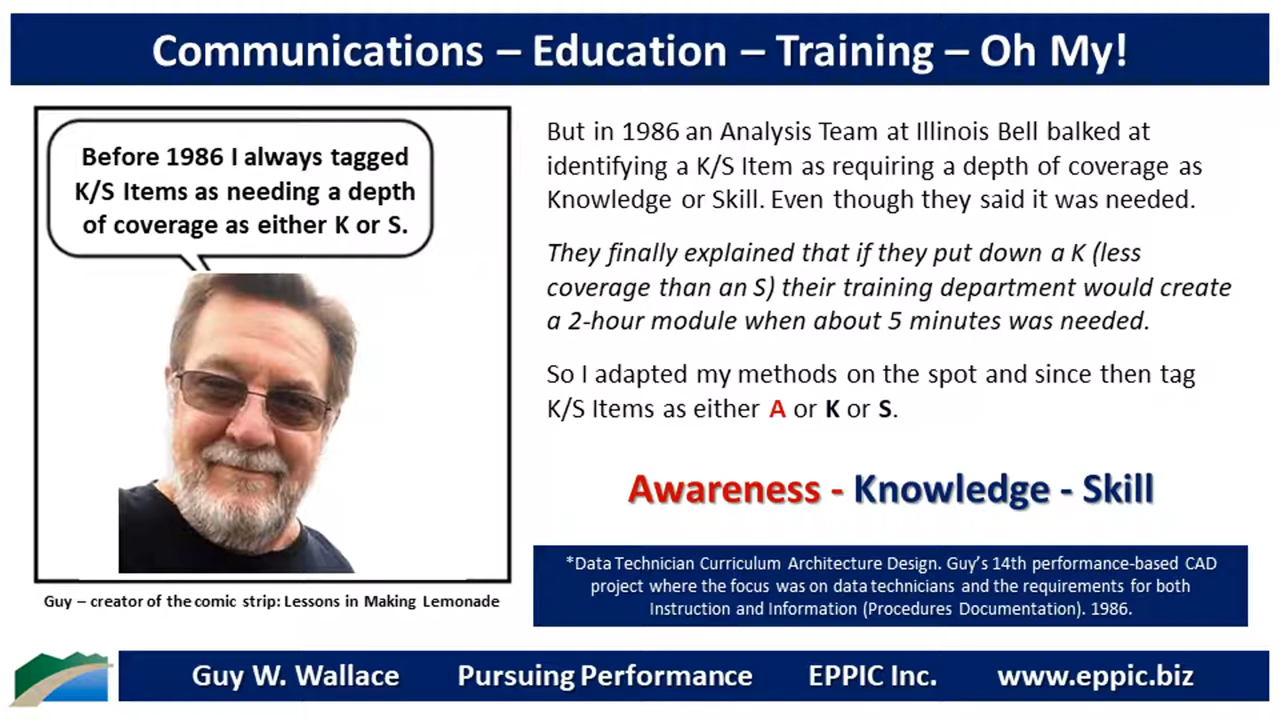 Communications – Education – Training – Oh My!
Before 1986 I always tagged
K/S Items as needing a depth
of coverage as either K or S.
Guy – creator of the comic strip: Lessons in Making Lemonade
But in 1986 an Analysis Team at Illinois Bell balked at
identifying a K/S Item as requiring a depth of coverage as
Knowledge or Skill. Even though they said it was needed.
They finally explained that if they put down a K (less
coverage than an S) their training department would create
a 2-hour module when about 5 minutes was needed.
So I adapted my methods on the spot and since then tag
K/S Items as either A or K or S.
Awareness - Knowledge - Skill
*Data Technician Curriculum Architecture Design. Guy’s 14th performance-based CAD
project where the focus was on data technicians and the requirements for both
Instruction and Information (Procedures Documentation). 1986.
Guy W. Wallace Pursuing Performance EPPIC Inc. www.eppic.biz